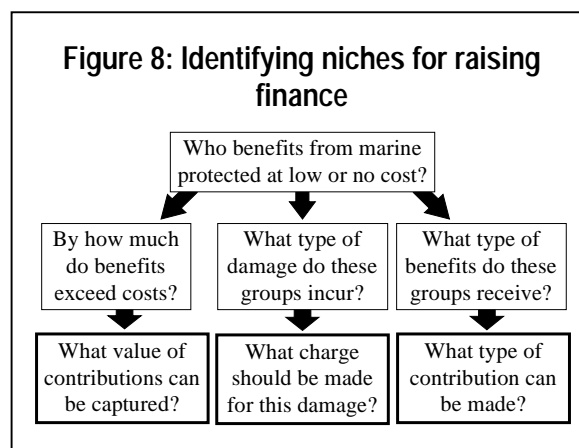 Figure 8: Identifying niches for raising
finance
Who benefits from marine
protected at low or no cost?
By how much
do benefits
exceed costs?
What type of
damage do these
groups incur?
What type of
benefits do these
groups receive?
What value of
contributions can
be captured?
What charge
should be made
for this damage?
What type of
contribution can
be made?